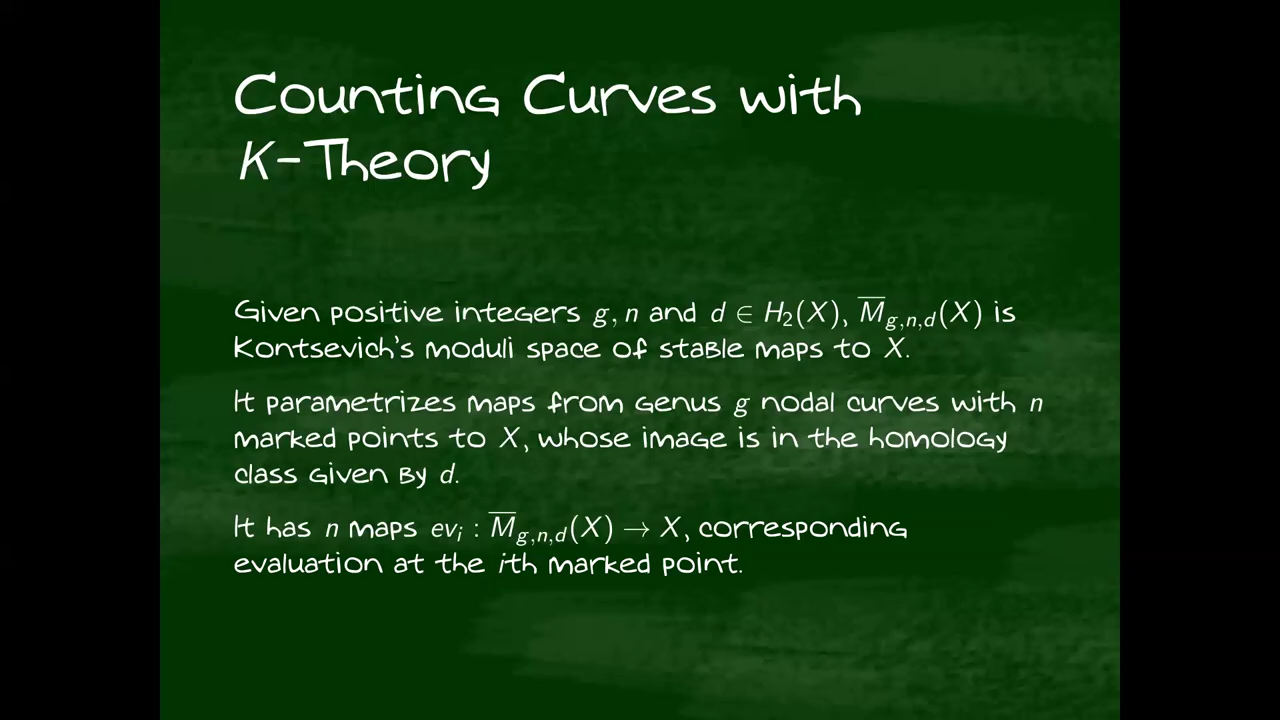 Counting Curves with
K-Theory
Given positive integers g, n and d ∈ H₂(X), M̅_{g,n,d}(X) is
Kontsevich's moduli space of stable maps to X.
It parametrizes maps from genus g nodal curves with n
marked points to X, whose image is in the homology
class given by d.
It has n maps ev_i : M̅_{g,n,d}(X) → X, corresponding
evaluation at the ith marked point.